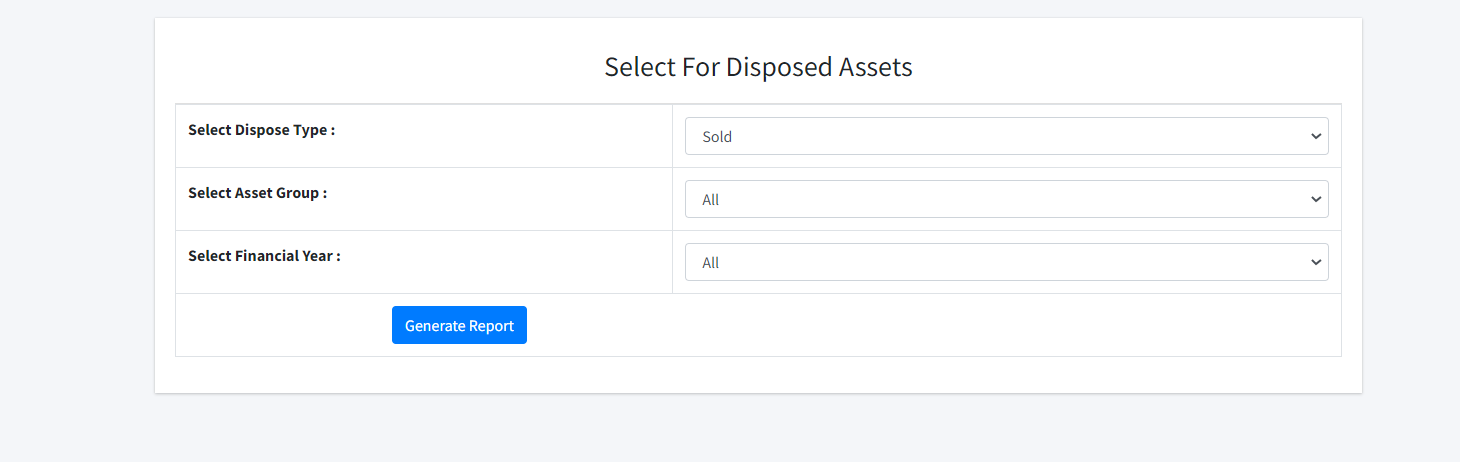 Select For Disposed Assets
Select Dispose Type :
Sold
Select Asset Group :
All
Select Financial Year :
All
Generate Report